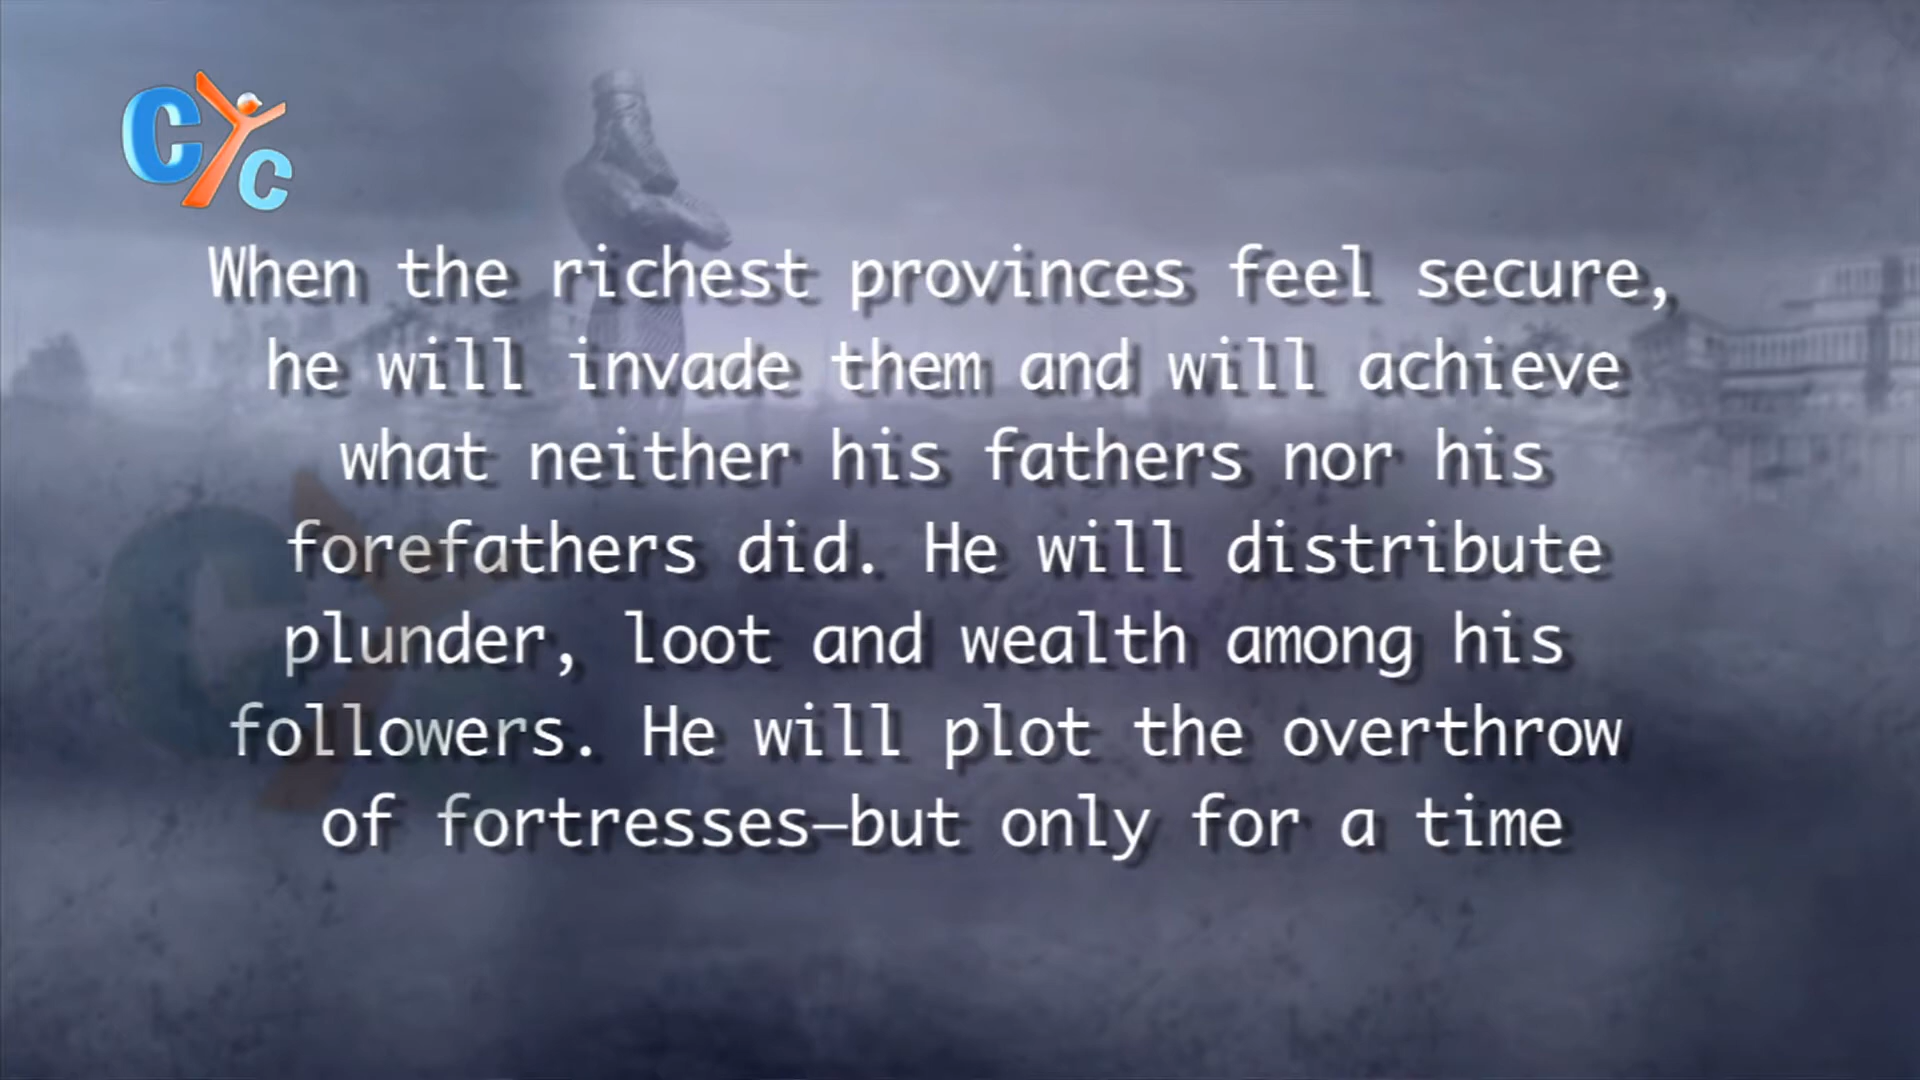 CYC
When the richest provinces feel secure,
he will invade them and will achieve
what neither his fathers nor his
forefathers did. He will distribute
plunder, loot and wealth among his
followers. He will plot the overthrow
of fortresses—but only for a time